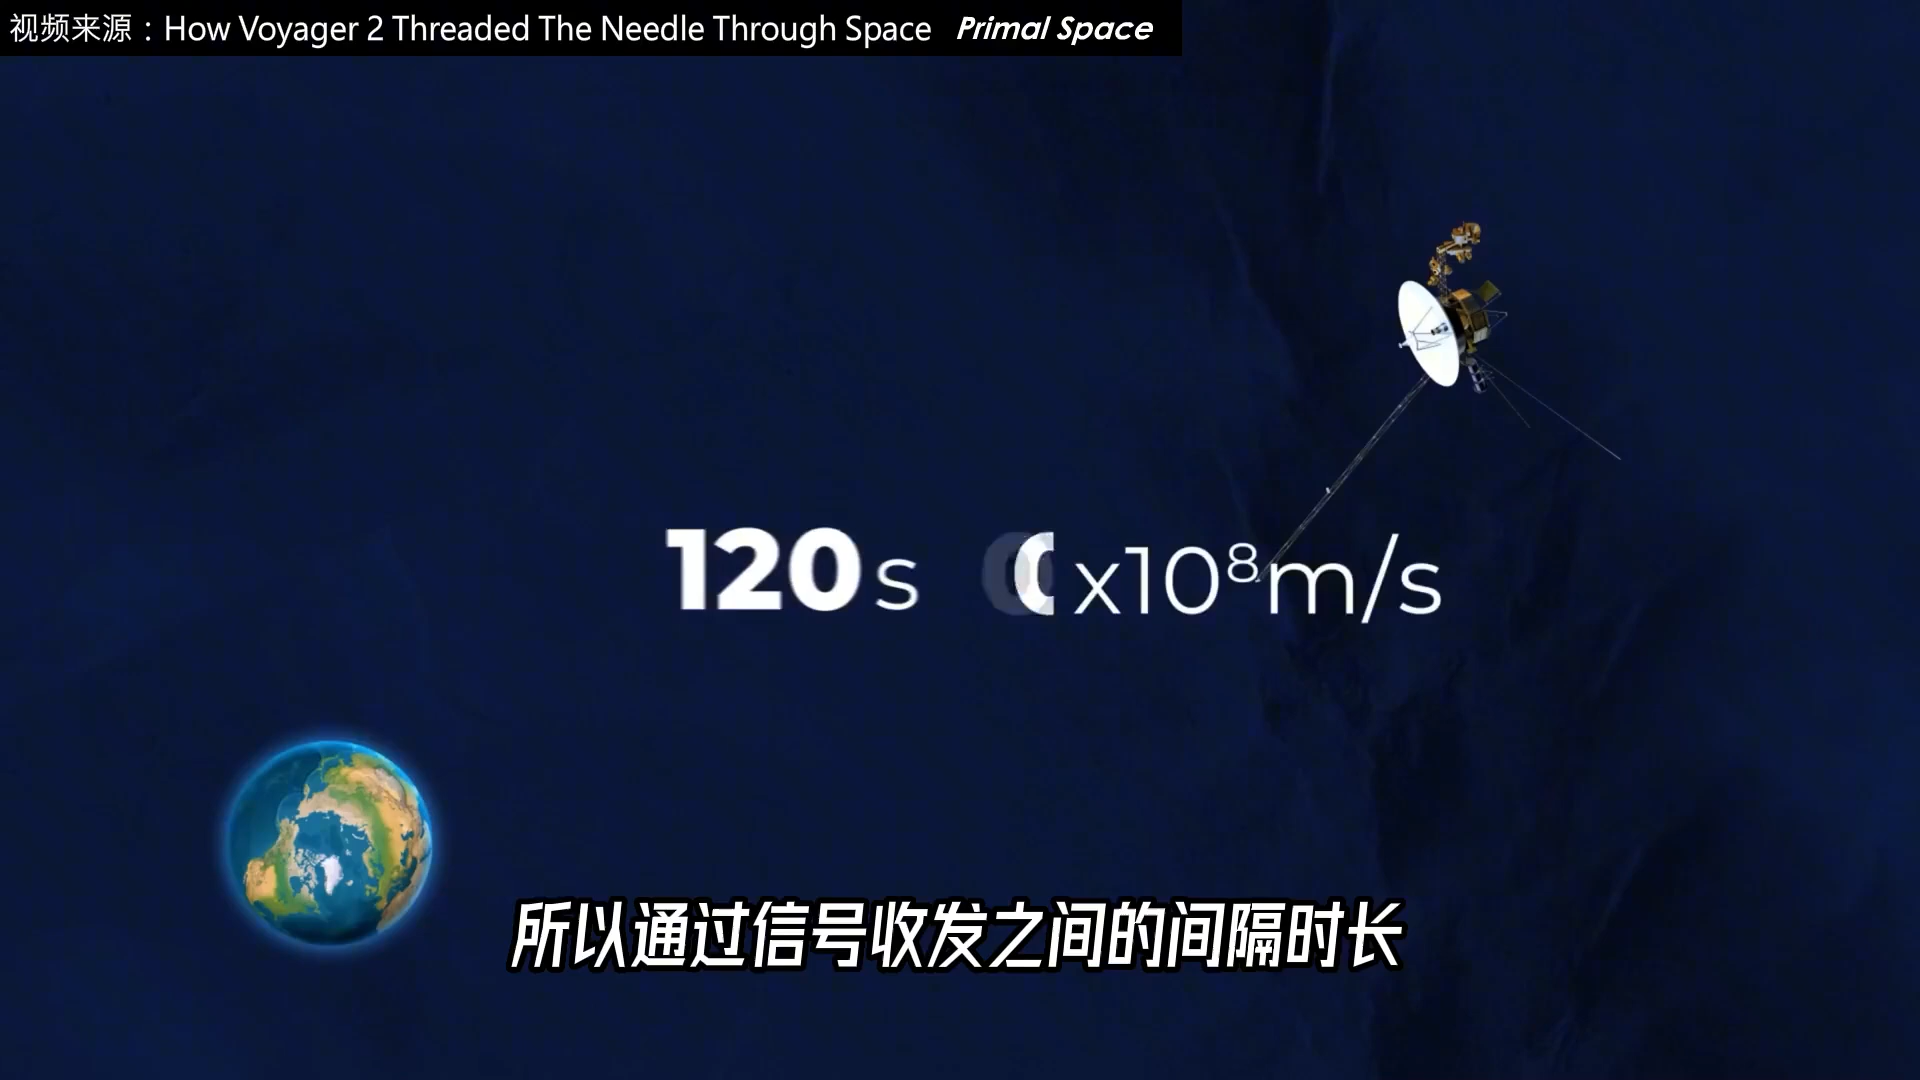 视频来源：How Voyager 2 Threaded The Needle Through Space Primal Space
120s x10⁸m/s
所以通过信号收发之间的间隔时长